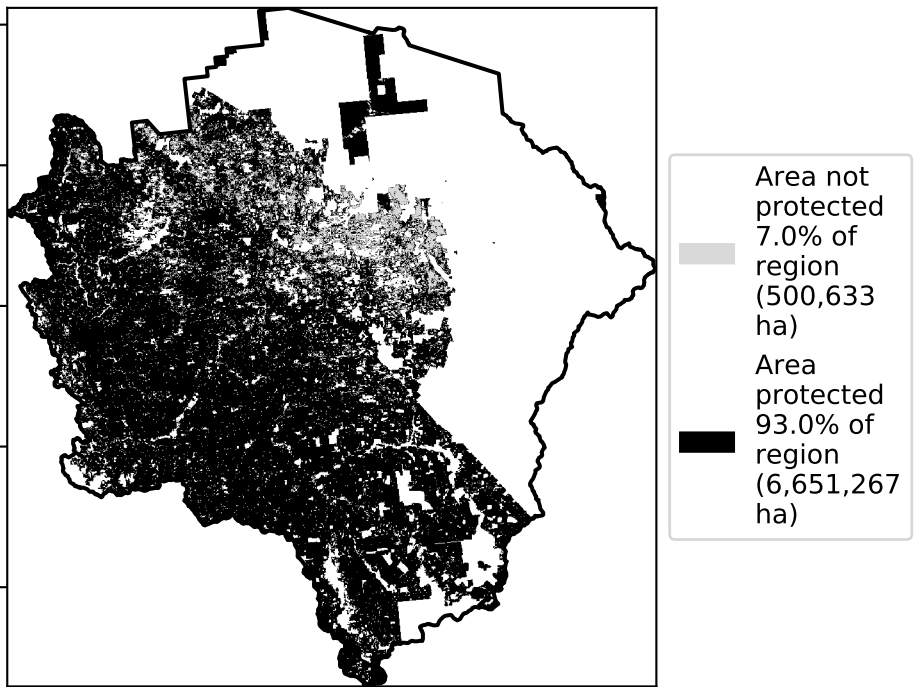 Area not
protected
7.0% of
region
(500,633
ha)
Area
protected
93.0% of
region
(6,651,267
ha)